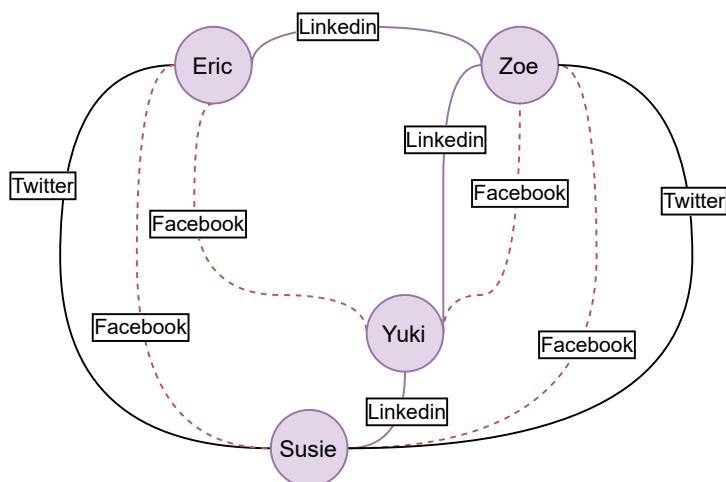 Linkedin
Eric
Zoe
Linkedin
Twitter
Facebook
Twitter
Facebook
Facebook
Yuki
Facebook
Linkedin
Susie